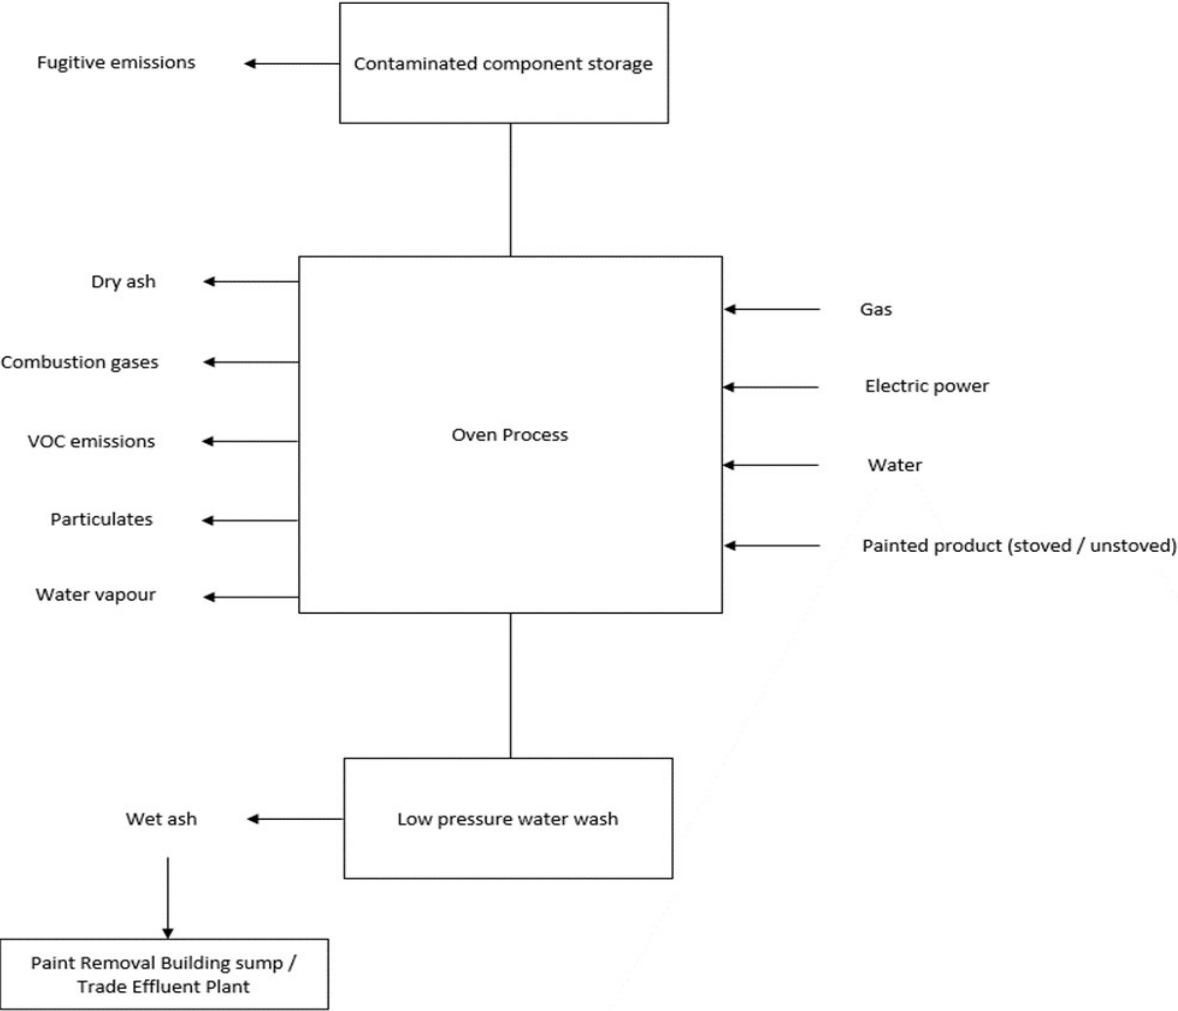 Fugitive emissions
Contaminated component storage
Dry ash
Gas
Combustion gases
Electric power
VOC emissions
Oven Process
Water
Particulates
Painted product (stoved / unstoved)
Water vapour
Wet ash
Low pressure water wash
Paint Removal Building sump /
Trade Effluent Plant